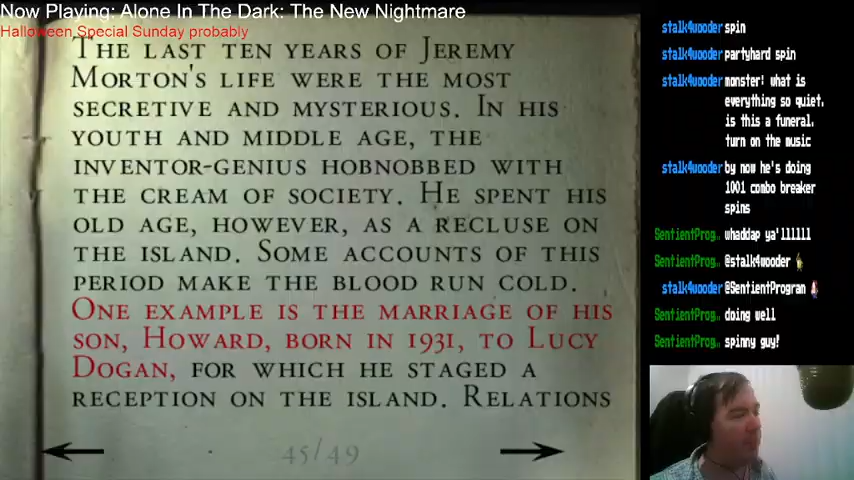 Now Playing: Alone In The Dark: The New Nightmare
Halloween Special Sunday probably
The last ten years of Jeremy
Morton's life were the most
secretive and mysterious. In his
youth and middle age, the
inventor-genius hobnobbed with
the cream of society. He spent his
old age, however, as a recluse on
the island. Some accounts of this
period make the blood run cold.
One example is the marriage of his
son, Howard, born in 1931, to Lucy
Dogan, for which he staged a
reception on the island. Relations
45/49
stalk4wooder spin
stalk4wooder partyhard spin
stalk4wooder monster: what is
everything so quiet.
is this a funeral.
turn on the music
stalk4wooder by now he's doing
1001 combo breaker
spins
SentientProg.. whaddap ya'llllll
SentientProg.. @stalk4wooder
stalk4wooder @SentientProgran
SentientProg.. doing well
SentientProg.. spinny guy!